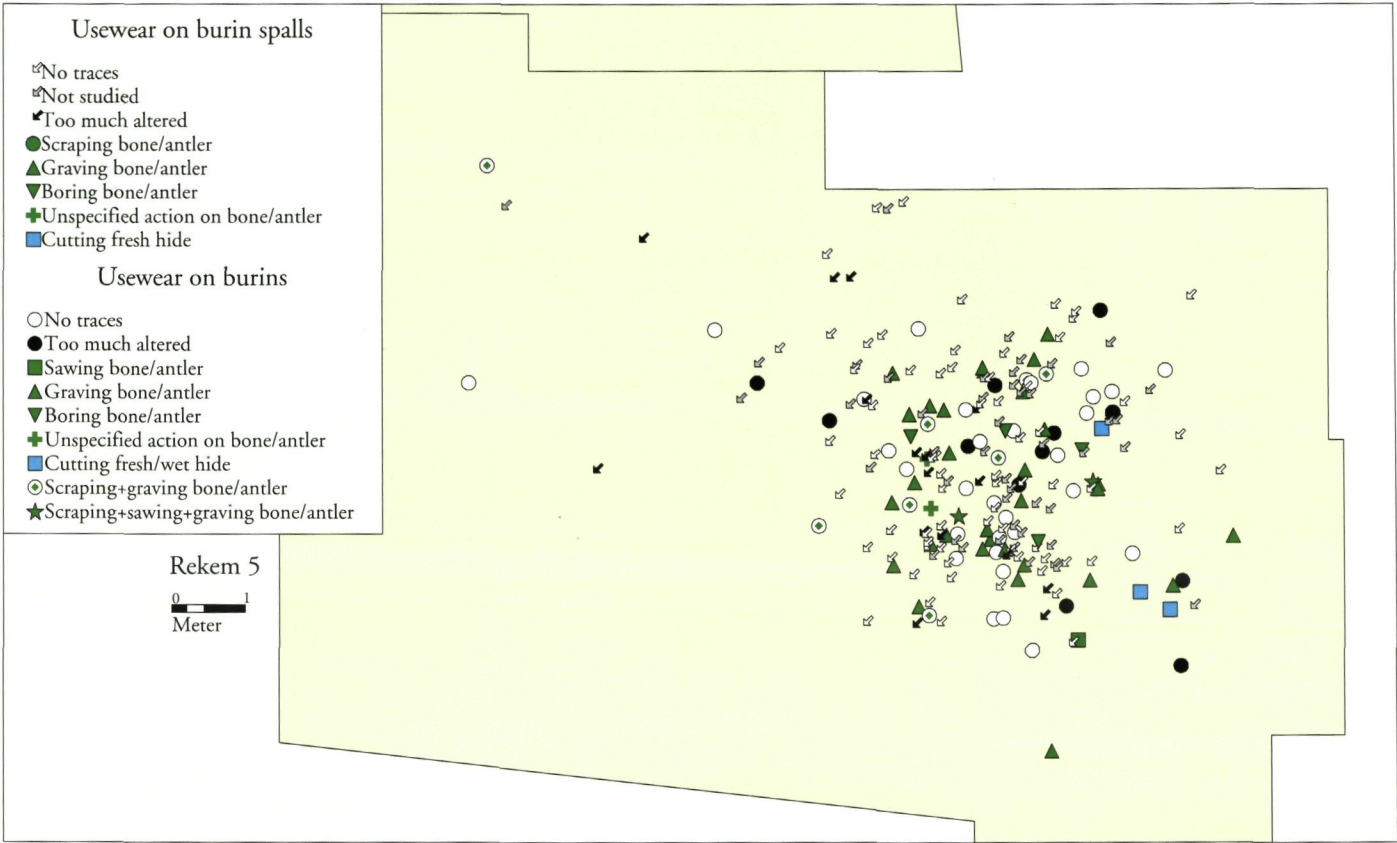 Usewear on burin spalls
No traces
Not studied
Too much altered
Scraping bone/antler
Graving bone/antler
Boring bone/antler
Unspecified action on bone/antler
Cutting fresh hide
Usewear on burins
No traces
Too much altered
Sawing bone/antler
Graving bone/antler
Boring bone/antler
Unspecified action on bone/antler
Cutting fresh/wet hide
Scraping+graving bone/antler
Scraping+sawing+graving bone/antler
Rekem 5
0 1
Meter